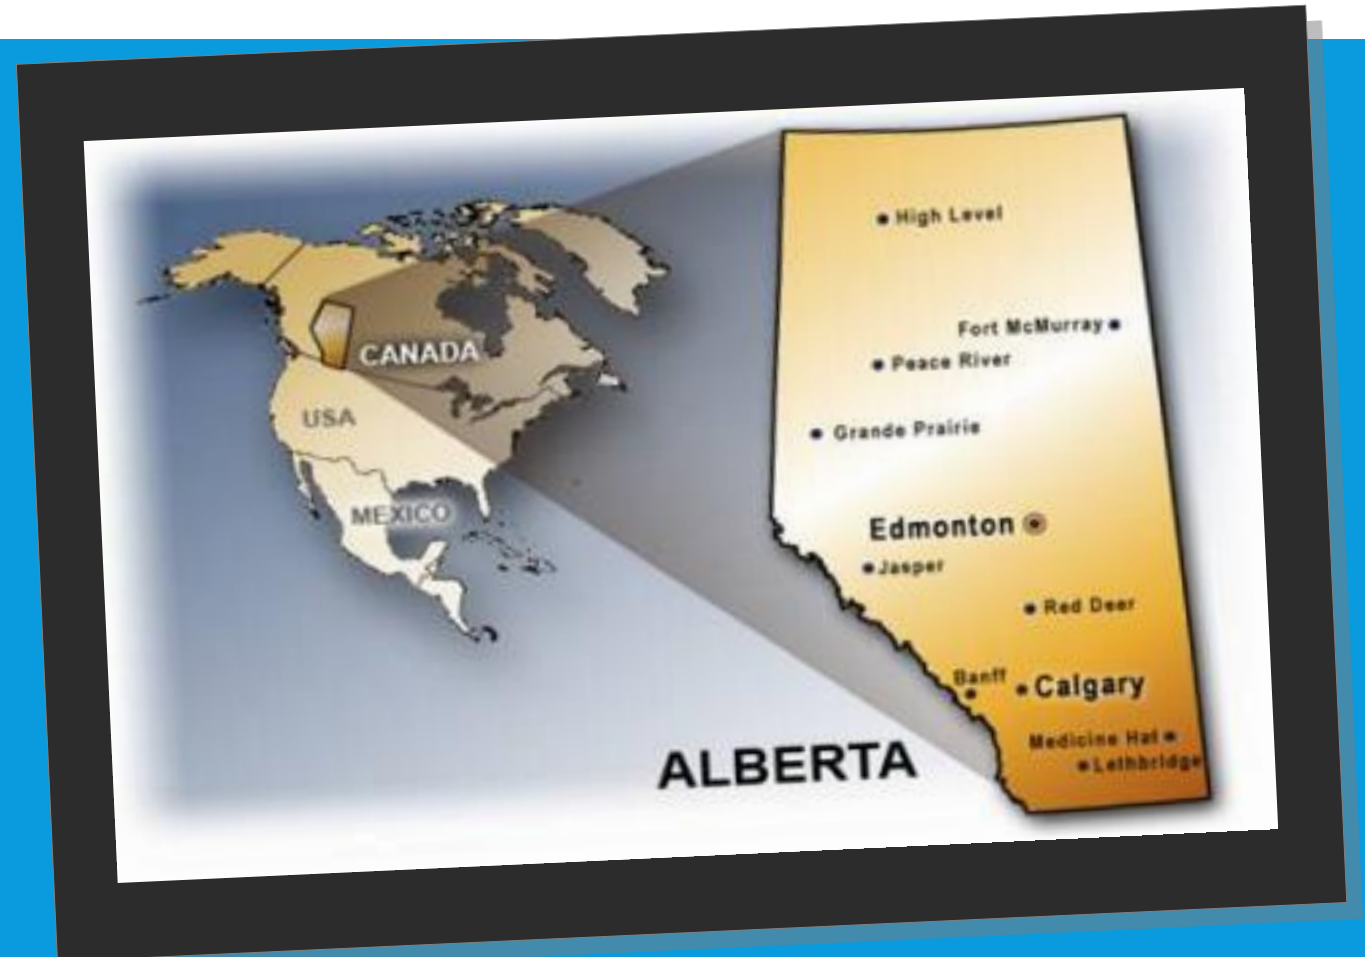 High Level
Fort McMurray
CANADA
Peace River
USA
Grande Prairie
MEXICO
Edmonton
Jasper
Red Deer
Banff
Calgary
Medicine Hat
ALBERTA
Lethbridge